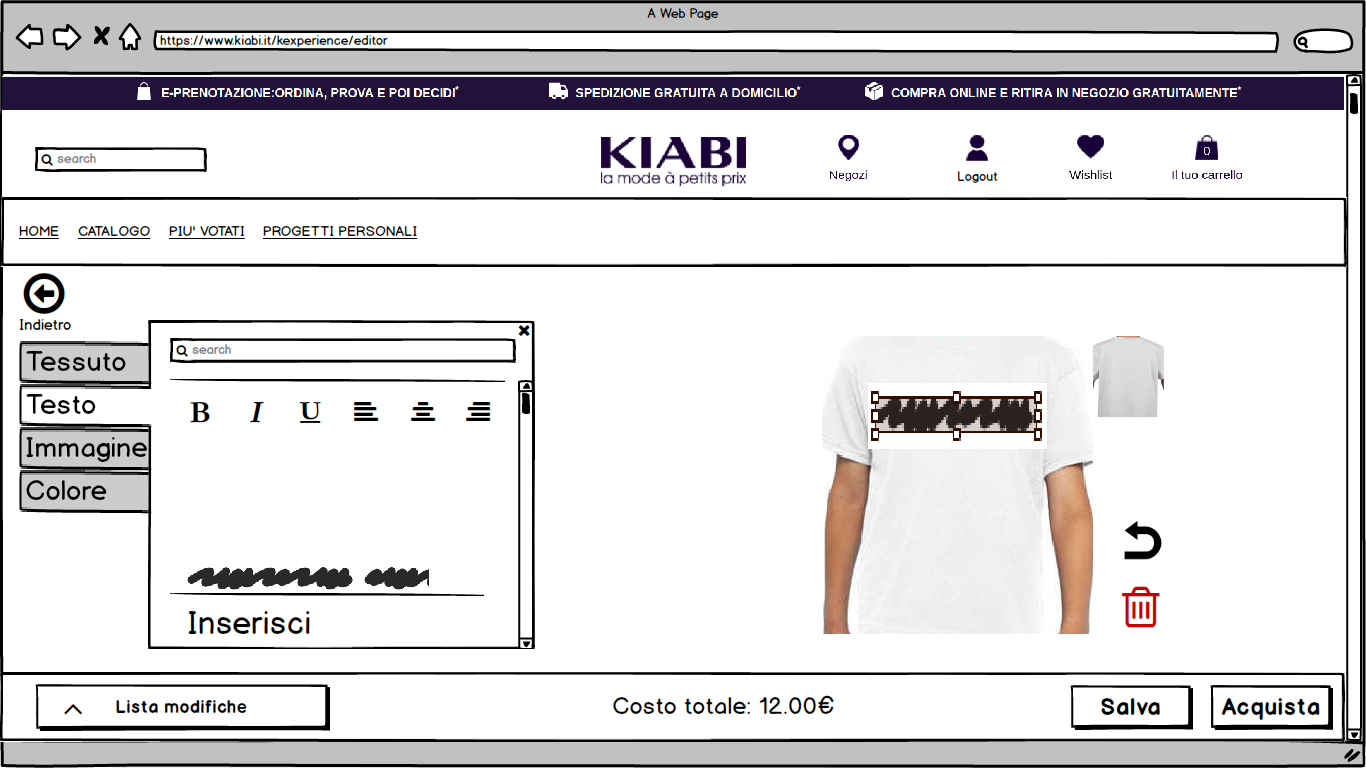 A Web Page
https://www.kiabi.it/kexperience/editor
E-PRENOTAZIONE:ORDINA, PROVA E POI DECIDI*
SPEDIZIONE GRATUITA A DOMICILIO*
COMPRA ONLINE E RITIRA IN NEGOZIO GRATUITAMENTE*
search
KIABI
la mode à petits prix
Negozi
Logout
Wishlist
0
Il tuo carrello
HOME
CATALOGO
PIU' VOTATI
PROGETTI PERSONALI
Indietro
Tessuto
Testo
Immagine
Colore
search
B I U
Inserisci
Lista modifiche
Costo totale: 12.00€
Salva
Acquista